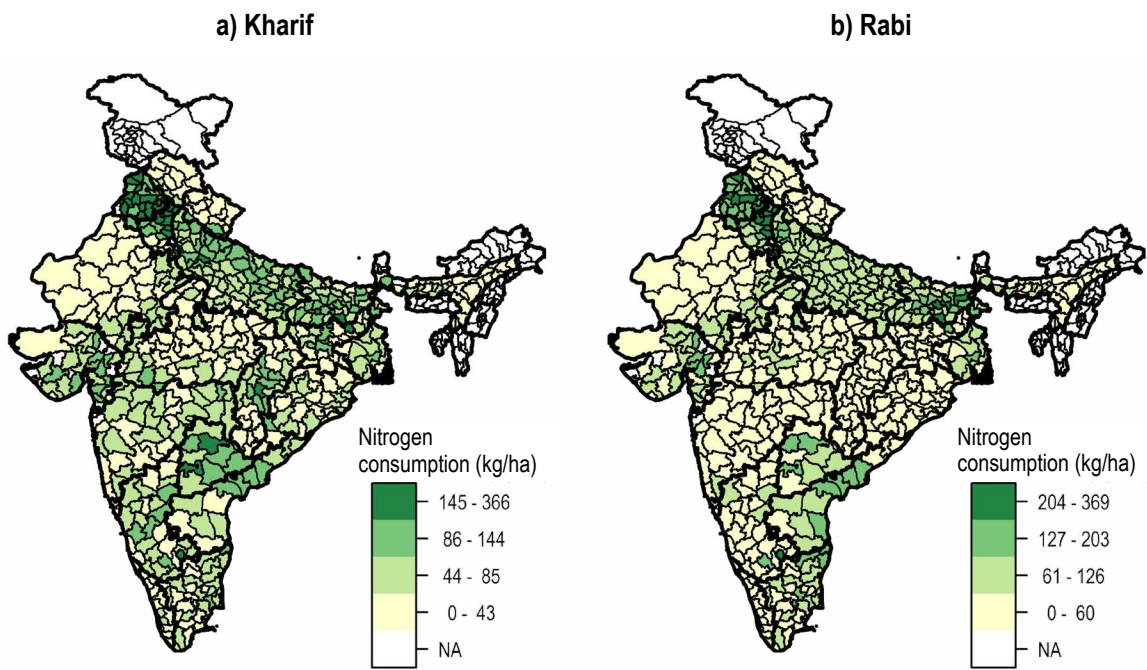 a) Kharif
b) Rabi
Nitrogen
consumption (kg/ha)
145 - 366
86 - 144
44 - 85
0 - 43
NA
Nitrogen
consumption (kg/ha)
204 - 369
127 - 203
61 - 126
0 - 60
NA